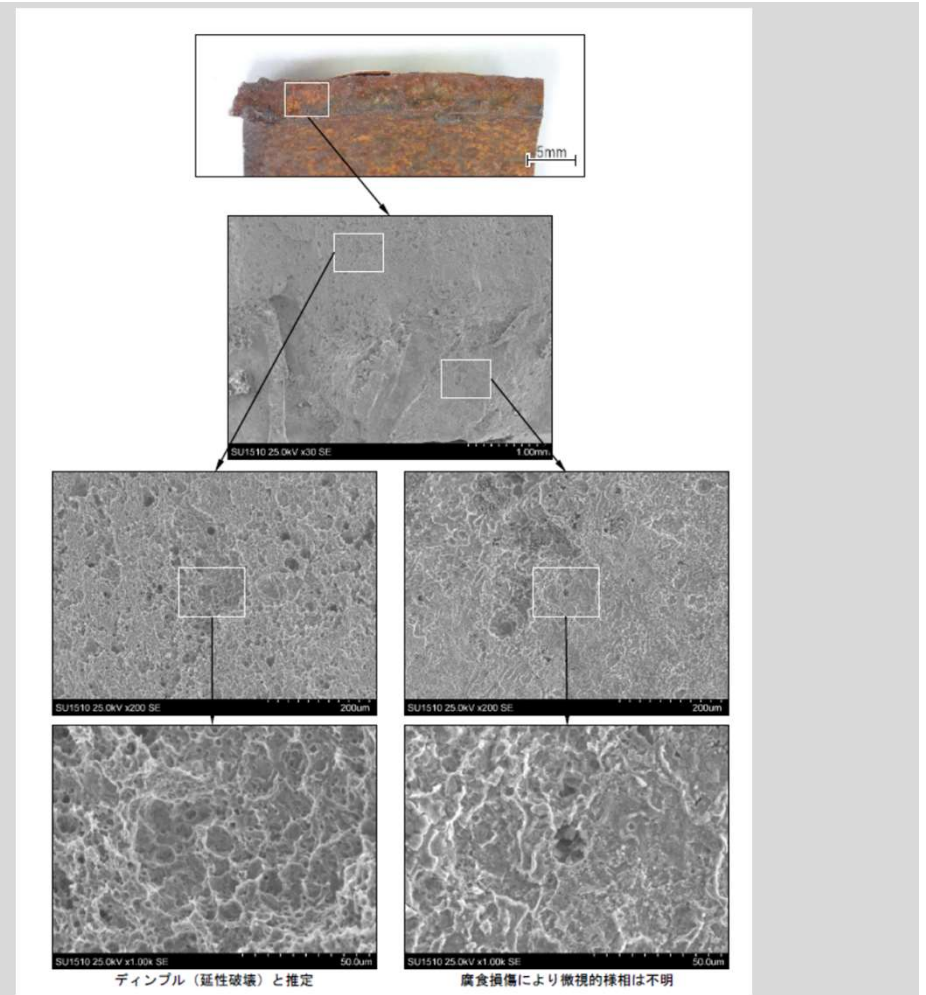 5mm
SU1510 25.0kV x30 SE 1.00mm
SU1510 25.0kV x200 SE 200um
SU1510 25.0kV x200 SE 200um
SU1510 25.0kV x1.00k SE 50.0um
SU1510 25.0kV x1.00k SE 50.0um
ディンプル（延性破壊）と推定
腐食損傷により微視的様相は不明